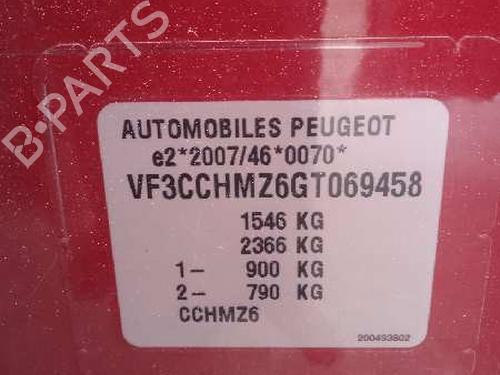 B-PARTS
AUTOMOBILES PEUGEOT
e2*2007/46*0070*
VF3CCHMZ6GT069458
1546 KG
2366 KG
1- 900 KG
2- 790 KG
CCHMZ6
200493802